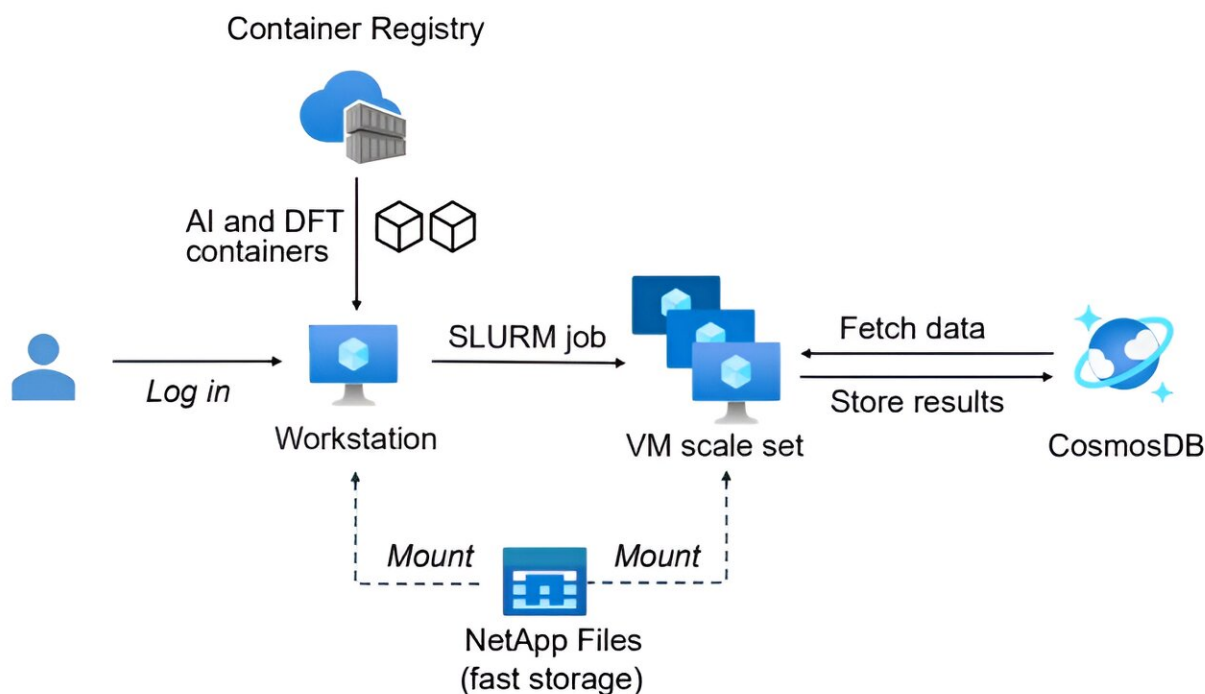 Container Registry
AI and DFT
containers
Log in
SLURM job
Fetch data
Store results
Workstation
VM scale set
CosmosDB
Mount
Mount
NetApp Files
(fast storage)